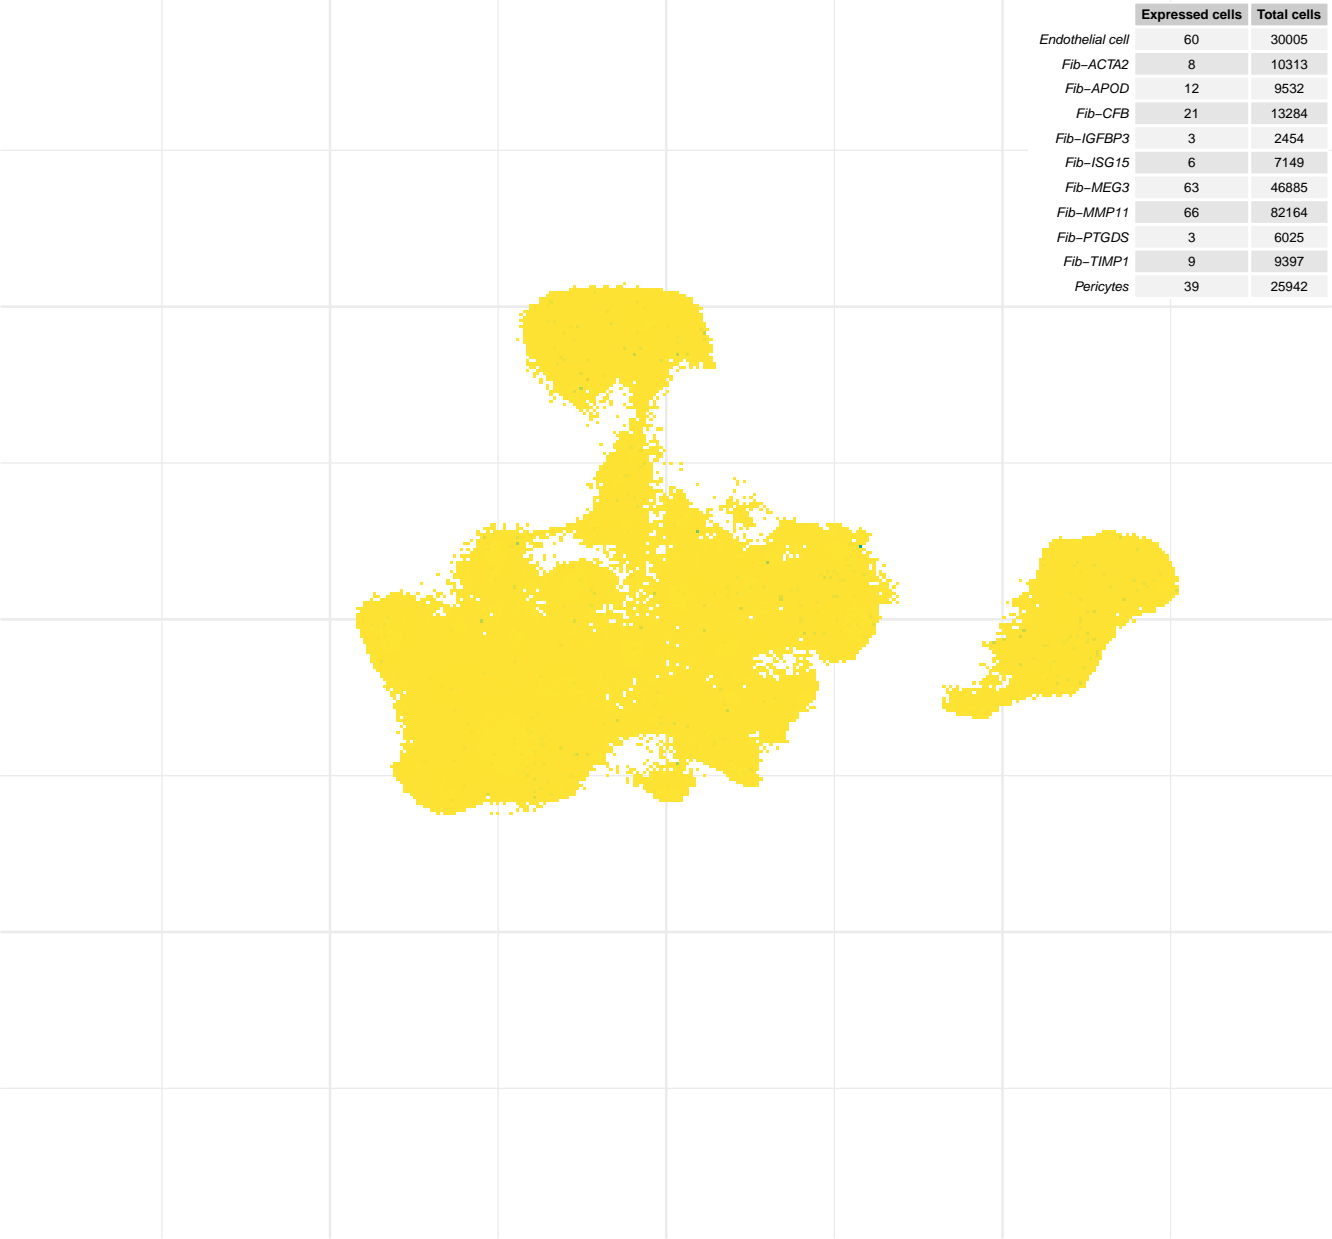 Expressed cells Total cells
Endothelial cell 60 30005
Fib−ACTA2 8 10313
Fib−APOD 12 9532
Fib−CFB 21 13284
Fib−IGFBP3 3 2454
Fib−ISG15 6 7149
Fib−MEG3 63 46885
Fib−MMP11 66 82164
Fib−PTGDS 3 6025
Fib−TIMP1 9 9397
Pericytes 39 25942